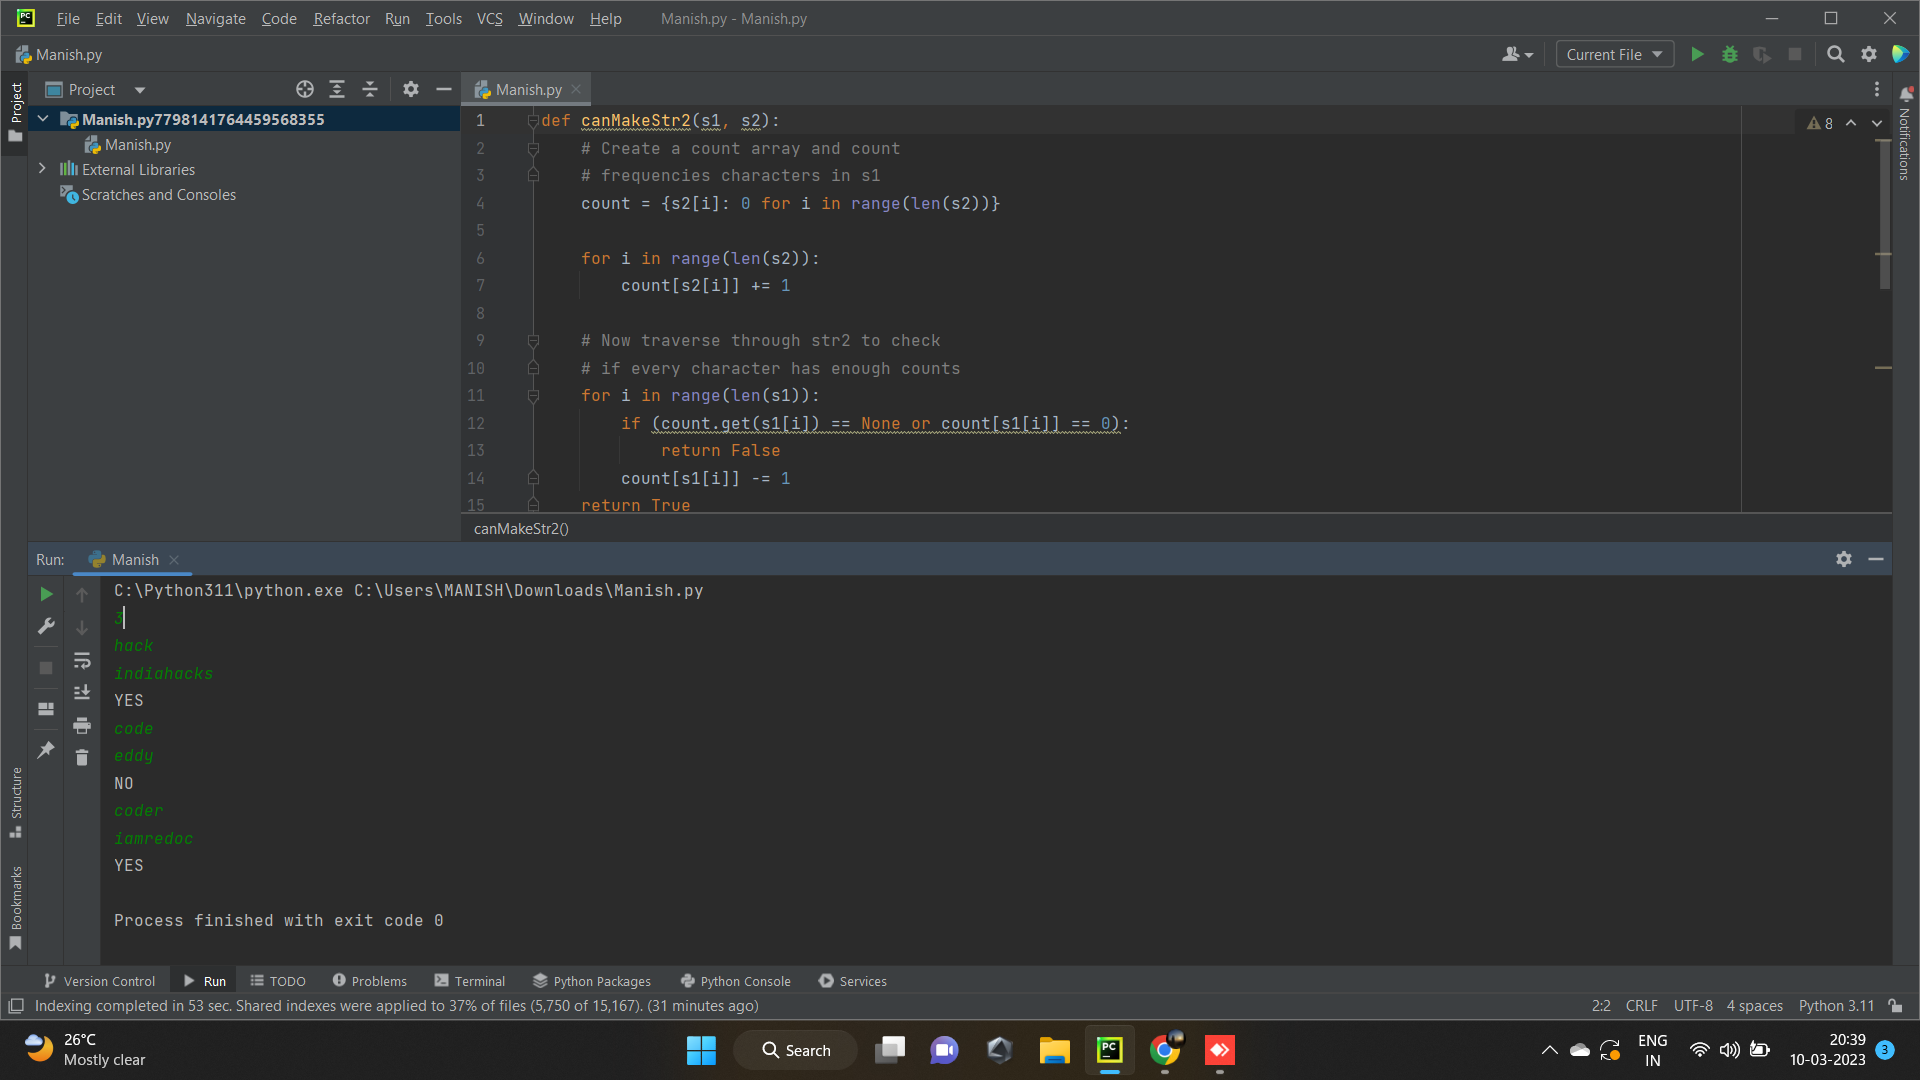 File Edit View Navigate Code Refactor Run Tools VCS Window Help Manish.py - Manish.py
Manish.py
Current File
Project
Project
Manish.py
Notifications
Manish.py7798141764459568355
Manish.py
External Libraries
Scratches and Consoles
8
1 def canMakeStr2(s1, s2):
2     # Create a count array and count
3     # frequencies characters in s1
4     count = {s2[i]: 0 for i in range(len(s2))}
5
6     for i in range(len(s2)):
7         count[s2[i]] += 1
8
9     # Now traverse through str2 to check
10     # if every character has enough counts
11     for i in range(len(s1)):
12         if (count.get(s1[i]) == None or count[s1[i]] == 0):
13             return False
14         count[s1[i]] -= 1
15     return True
canMakeStr2()
Run: Manish
C:\Python311\python.exe C:\Users\MANISH\Downloads\Manish.py
3
hack
indiahacks
YES
code
eddy
NO
coder
iamredoc
YES
Process finished with exit code 0
Structure
Bookmarks
Version Control Run TODO Problems Terminal Python Packages Python Console Services
Indexing completed in 53 sec. Shared indexes were applied to 37% of files (5,750 of 15,167). (31 minutes ago) 2:2 CRLF UTF-8 4 spaces Python 3.11
26°C
Mostly clear
Search
PC
ENG
IN
20:39
10-03-2023
3